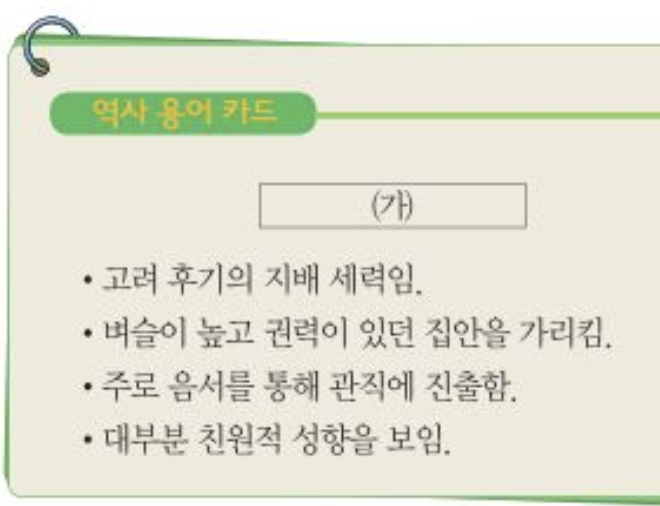 역사 용어 카드
(가)
• 고려 후기의 지배 세력임.
• 벼슬이 높고 권력이 있던 집안을 가리킴.
• 주로 음서를 통해 관직에 진출함.
• 대부분 친원적 성향을 보임.